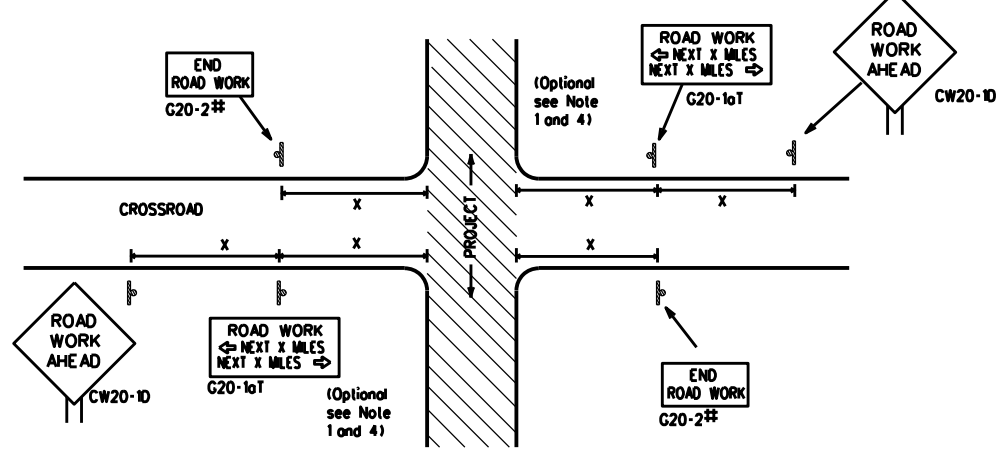 END
ROAD WORK
G20-2#
(Optional
see Note
1 and 4)
ROAD WORK
⇦ NEXT X MILES
NEXT X MILES ⇨
G20-1aT
ROAD
WORK
AHEAD
CW20-1D
X
X
X
CROSSROAD
PROJECT
X
X
X
ROAD
WORK
AHEAD
CW20-1D
ROAD WORK
⇦ NEXT X MILES
NEXT X MILES ⇨
G20-1aT
(Optional
see Note
1 and 4)
END
ROAD WORK
G20-2#